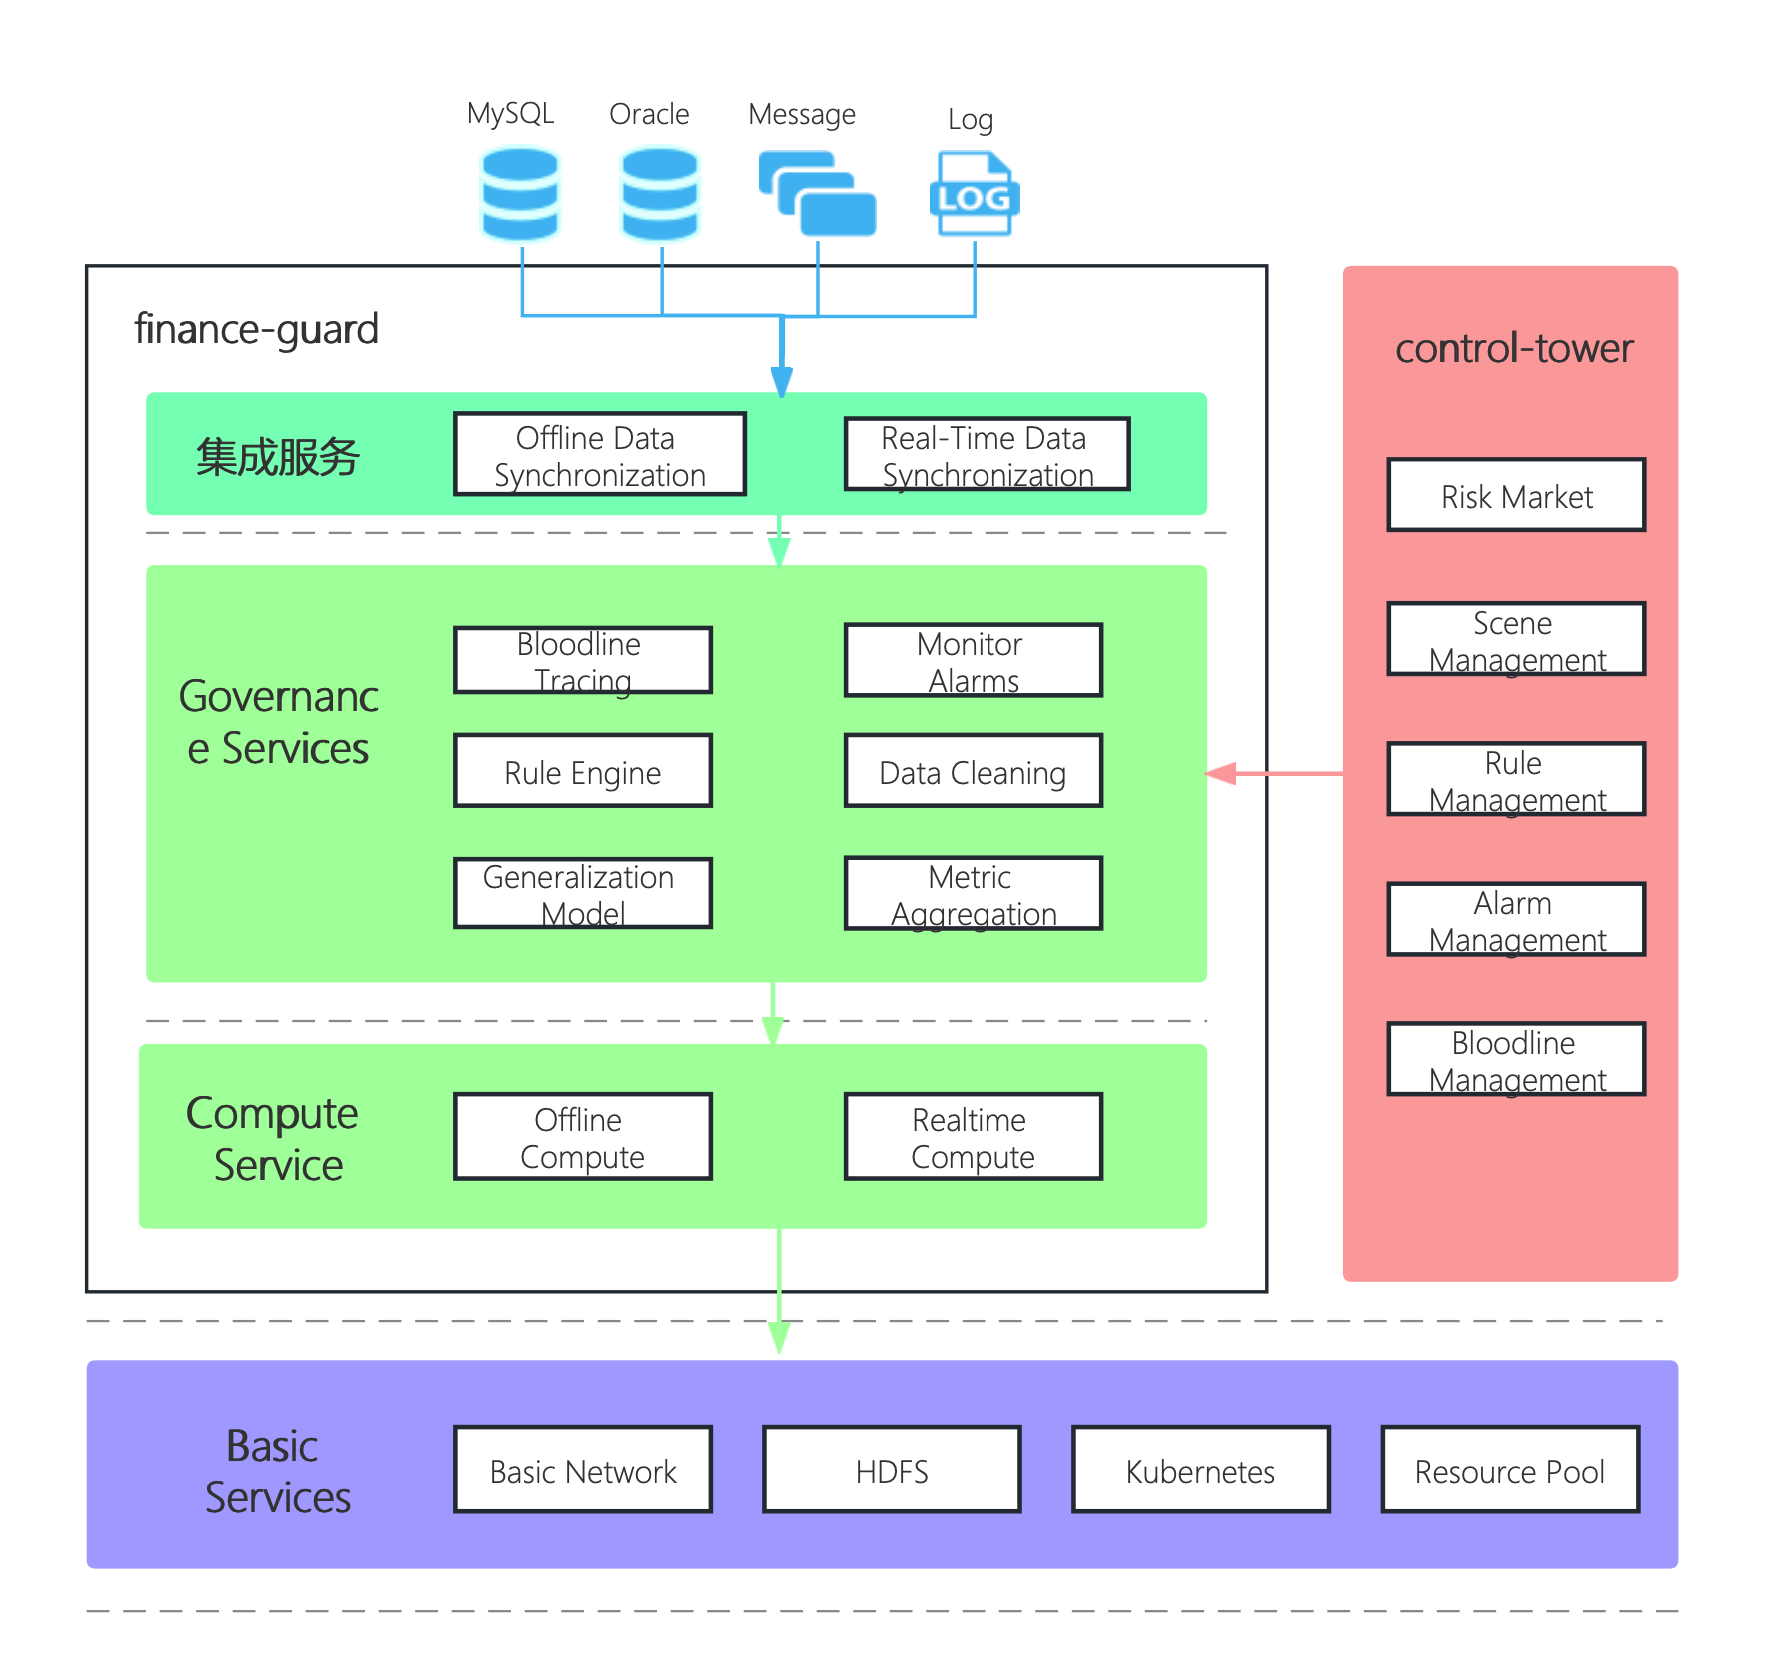 MySQL
Oracle
Message
Log
LOG
finance-guard
集成服务
Offline Data
Synchronization
Real-Time Data
Synchronization
Governanc
e Services
Bloodline
Tracing
Monitor
Alarms
Rule Engine
Data Cleaning
Generalization
Model
Metric
Aggregation
Compute
Service
Offline
Compute
Realtime
Compute
control-tower
Risk Market
Scene
Management
Rule
Management
Alarm
Management
Bloodline
Management
Basic
Services
Basic Network
HDFS
Kubernetes
Resource Pool